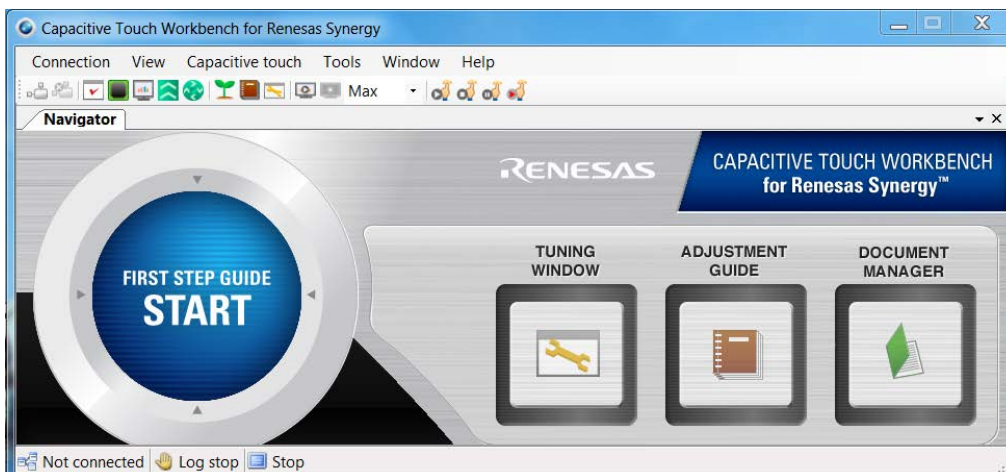 Capacitive Touch Workbench for Renesas Synergy
Connection View Capacitive touch Tools Window Help
Max
Navigator
RENESAS
CAPACITIVE TOUCH WORKBENCH
for Renesas Synergy™
FIRST STEP GUIDE
START
TUNING
WINDOW
ADJUSTMENT
GUIDE
DOCUMENT
MANAGER
Not connected Log stop Stop